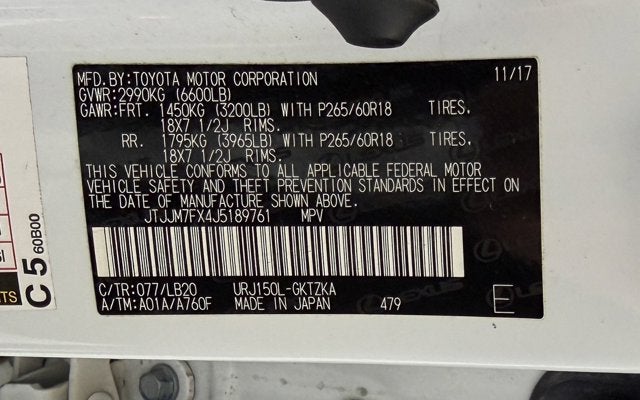 MFD.BY:TOYOTA MOTOR CORPORATION 11/17
GVWR:2990KG (6600LB)
GAWR:FRT. 1450KG (3200LB) WITH P265/60R18 TIRES,
18X7 1/2J RIMS.
RR. 1795KG (3965LB) WITH P265/60R18 TIRES,
18X7 1/2J RIMS.
THIS VEHICLE CONFORMS TO ALL APPLICABLE FEDERAL MOTOR
VEHICLE SAFETY AND THEFT PREVENTION STANDARDS IN EFFECT ON
THE DATE OF MANUFACTURE SHOWN ABOVE.
JTJJM7FX4J5189761 MPV
C/TR:077/LB20 URJ150L-GKTZKA
A/TM:A01A/A760F MADE IN JAPAN 479 E
C5 60B00
LEXUS